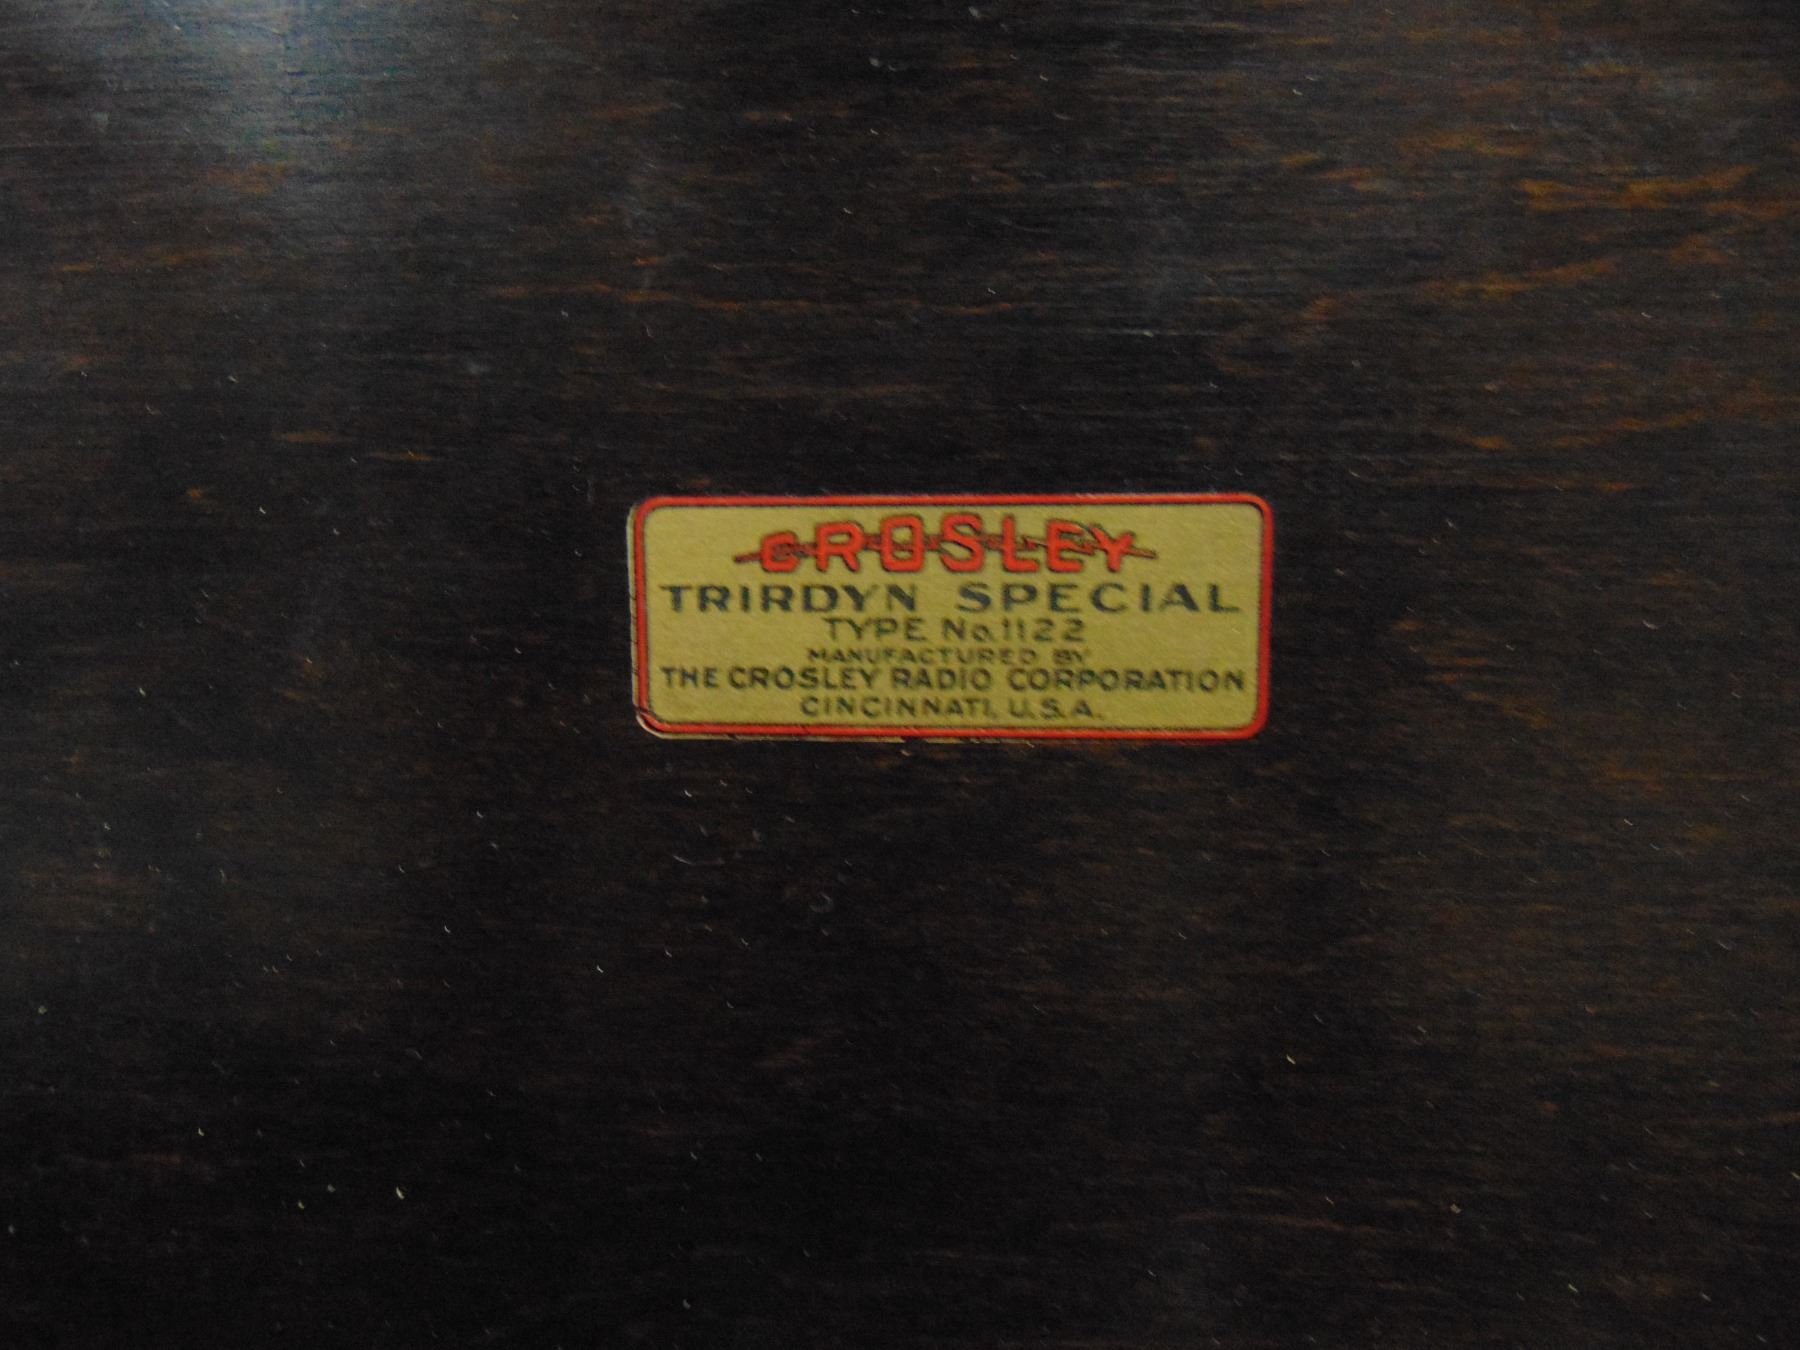 CROSLEY
TRIRDYN SPECIAL
TYPE No. 1122
MANUFACTURED BY
THE CROSLEY RADIO CORPORATION
CINCINNATI, U.S.A.